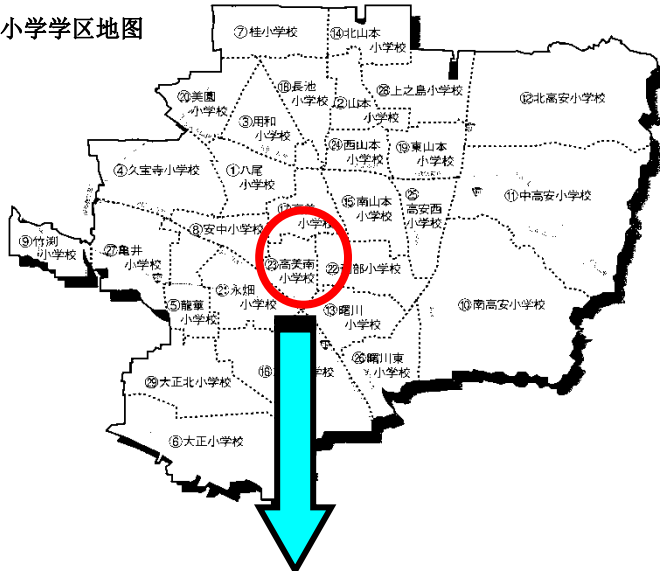 小学学区地图
⑦桂小学校
⑭北山本
小学校
⑳美園
小学校
⑱長池
小学校
②山本
小学校
㉘上之島小学校
⑫北高安小学校
③用和
小学校
㉔西山本
小学校
⑲東山本
小学校
④久宝寺小学校
①八尾
小学校
⑪中高安小学校
小学校
⑮南山本
小学校
㉕
高安西
小学校
⑧安中小学校
⑨竹渕
小学校
㉗亀井
小学校
㉓高美南
小学校
部小学校
㉑永畑
小学校
⑤龍華
小学校
⑬曙川
小学校
⑩南高安小学校
㉖曙川東
小学校
⑯
学校
㉙大正北小学校
⑥大正小学校